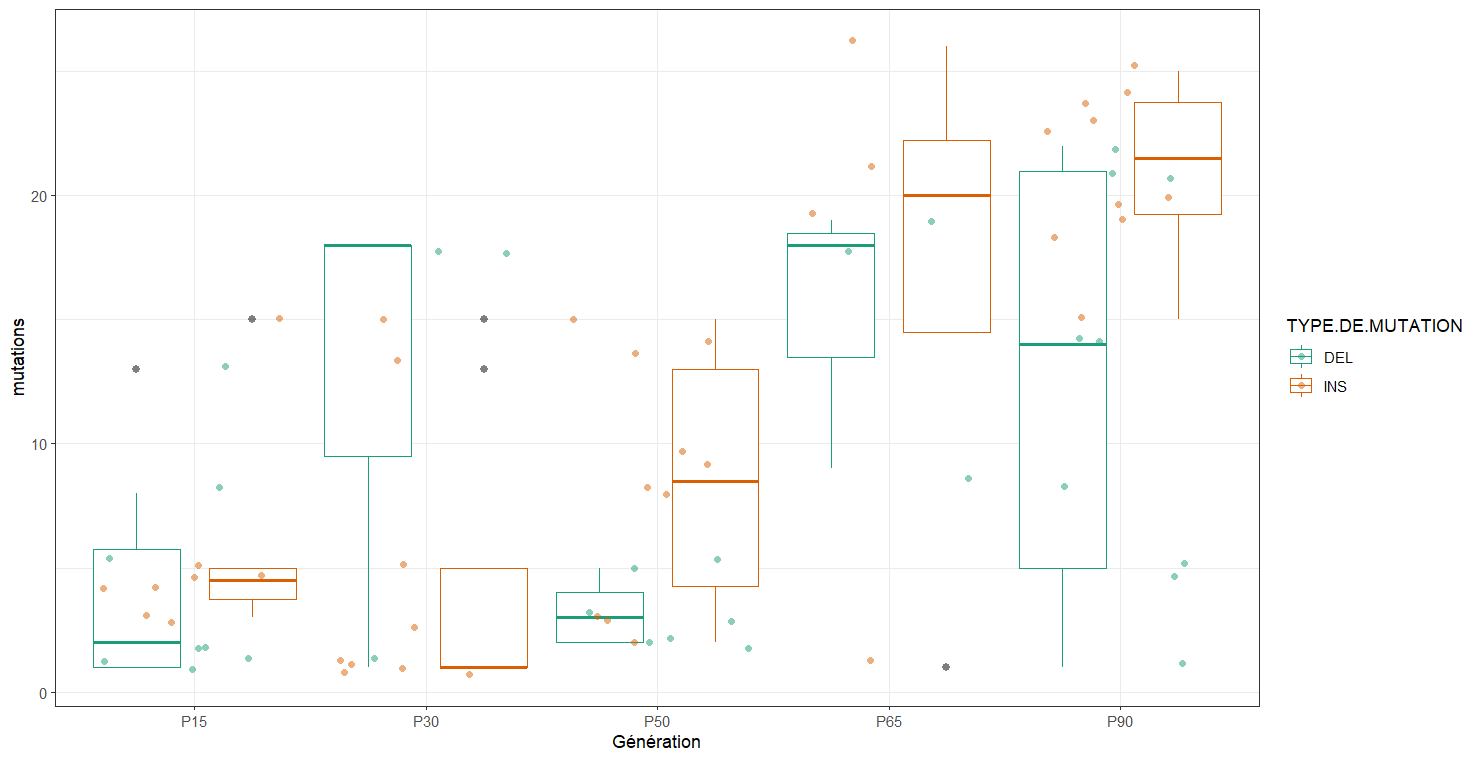 mutations
20
10
0
P15
P30
P50
P65
P90
Génération
TYPE.DE.MUTATION
DEL
INS